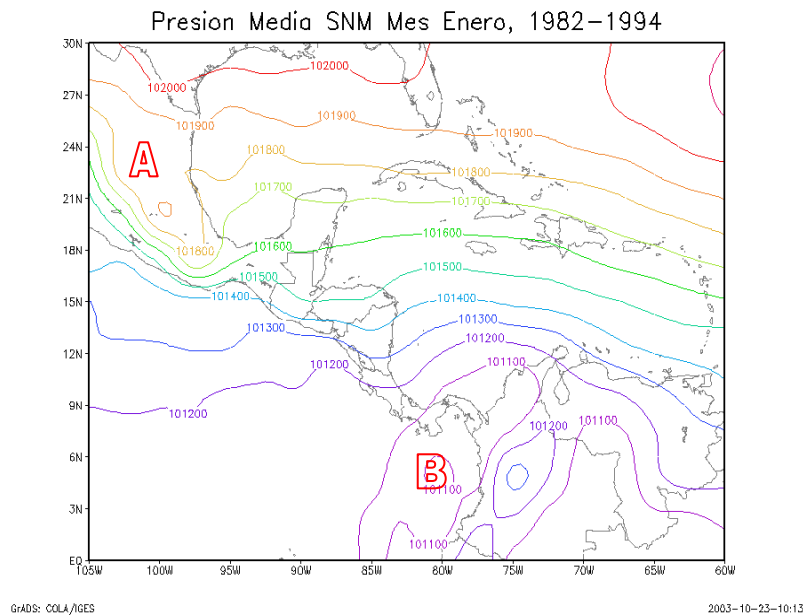 Presion Media SNM Mes Enero, 1982-1994
30N
102000
102000
27N
101900
101900
101900
24N
A
101800
101800
21N
101700
101700
101800
18N
101600
101600
101500
101500
15N
101400
101400
101300
101300
12N
101200
101200
101100
9N
101200
101200
101100
6N
B
101100
3N
101100
EQ
105W 100W 95W 90W 85W 80W 75W 70W 65W 60W
GrADS: COLA/IGES
2003-10-23-10:13